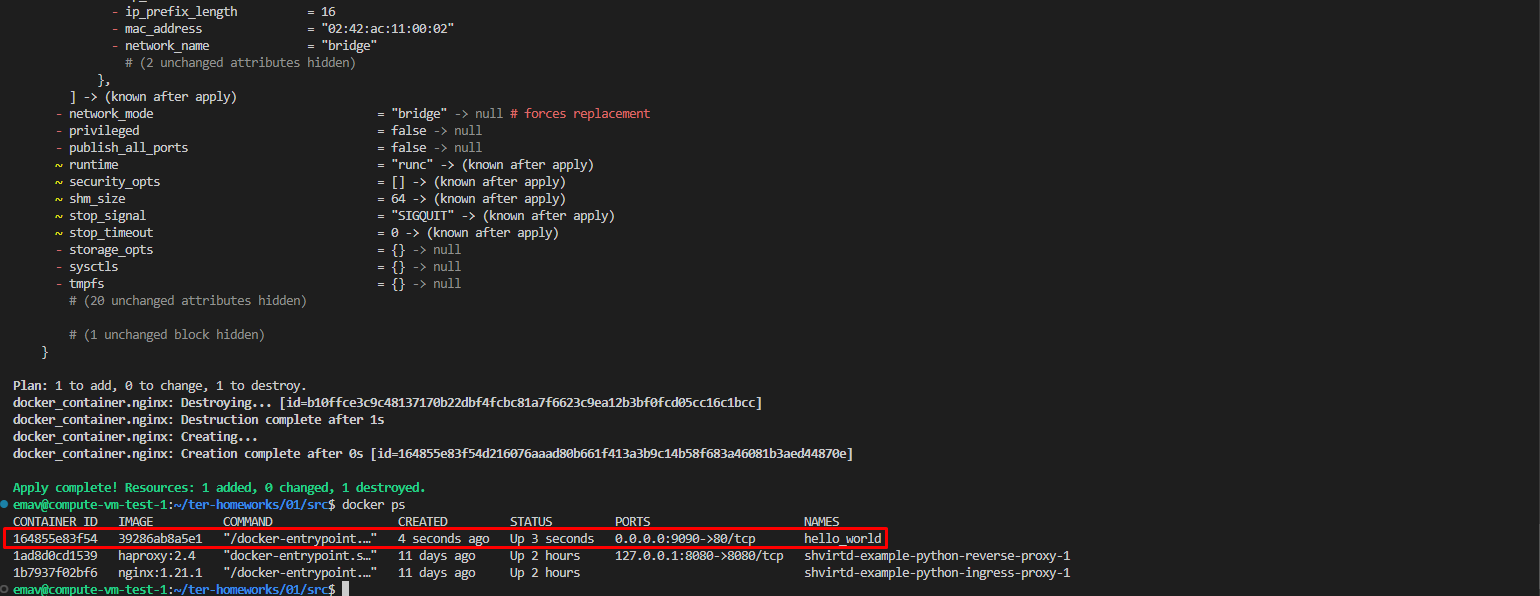 - ip_prefix_length = 16
- mac_address = "02:42:ac:11:00:02"
- network_name = "bridge"
# (2 unchanged attributes hidden)
},
] -> (known after apply)
- network_mode = "bridge" -> null # forces replacement
- privileged = false -> null
- publish_all_ports = false -> null
~ runtime = "runc" -> (known after apply)
~ security_opts = [] -> (known after apply)
~ shm_size = 64 -> (known after apply)
~ stop_signal = "SIGQUIT" -> (known after apply)
~ stop_timeout = 0 -> (known after apply)
- storage_opts = {} -> null
- sysctls = {} -> null
- tmpfs = {} -> null
# (20 unchanged attributes hidden)
# (1 unchanged block hidden)
}
Plan: 1 to add, 0 to change, 1 to destroy.
docker_container.nginx: Destroying... [id=b10ffce3c9c48137170b22dbf4fcbc81a7f6623c9ea12b3bf0fcd05cc16c1bcc]
docker_container.nginx: Destruction complete after 1s
docker_container.nginx: Creating...
docker_container.nginx: Creation complete after 0s [id=164855e83f54d216076aaad80b661f413a3b9c14b58f683a46081b3aed44870e]
Apply complete! Resources: 1 added, 0 changed, 1 destroyed.
emav@compute-vm-test-1:~/ter-homeworks/01/src$ docker ps
CONTAINER ID IMAGE COMMAND CREATED STATUS PORTS NAMES
164855e83f54 39286ab8a5e1 "/docker-entrypoint.…" 4 seconds ago Up 3 seconds 0.0.0.0:9090->80/tcp hello_world
1ad8d0cd1539 haproxy:2.4 "docker-entrypoint.s…" 11 days ago Up 2 hours 127.0.0.1:8080->8080/tcp shvirtd-example-python-reverse-proxy-1
1b7937f02bf6 nginx:1.21.1 "/docker-entrypoint.…" 11 days ago Up 2 hours shvirtd-example-python-ingress-proxy-1
emav@compute-vm-test-1:~/ter-homeworks/01/src$